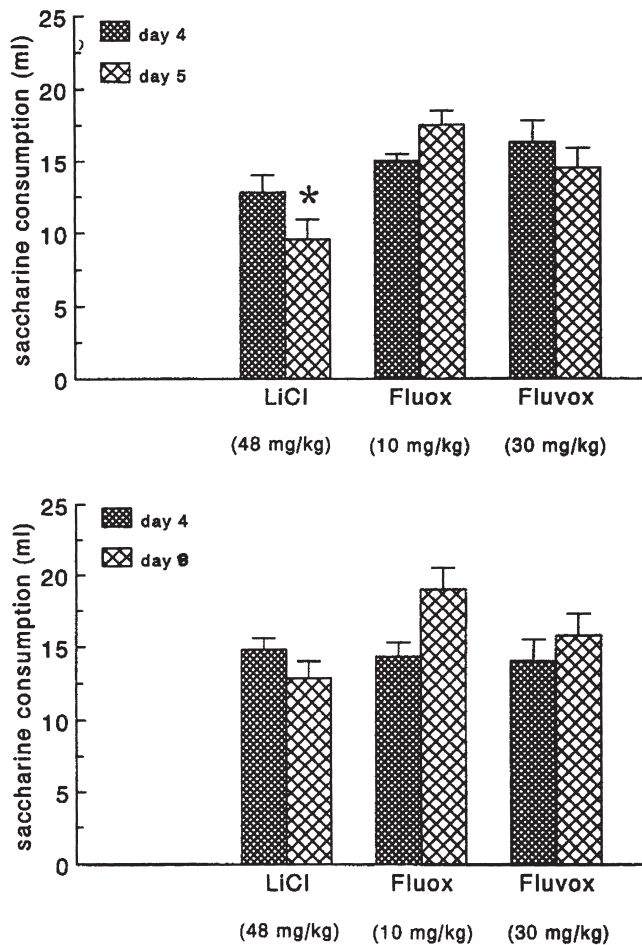 saccharine consumption (ml)
25
20
15
10
5
0
day 4
day 5
*
LiCl Fluox Fluvox
(48 mg/kg) (10 mg/kg) (30 mg/kg)
saccharine consumption (ml)
25
20
15
10
5
0
day 4
day
LiCl Fluox Fluvox
(48 mg/kg) (10 mg/kg) (30 mg/kg)